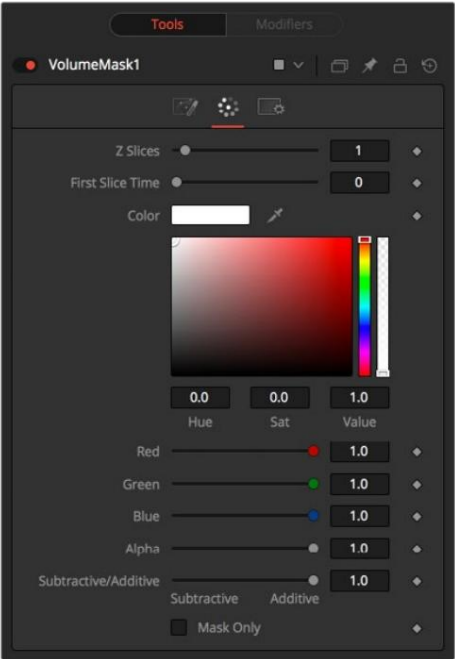 Tools Modifiers
VolumeMask1
Z Slices 1
First Slice Time 0
Color
0.0 0.0 1.0
Hue Sat Value
Red 1.0
Green 1.0
Blue 1.0
Alpha 1.0
Subtractive/Additive 1.0
Subtractive Additive
Mask Only